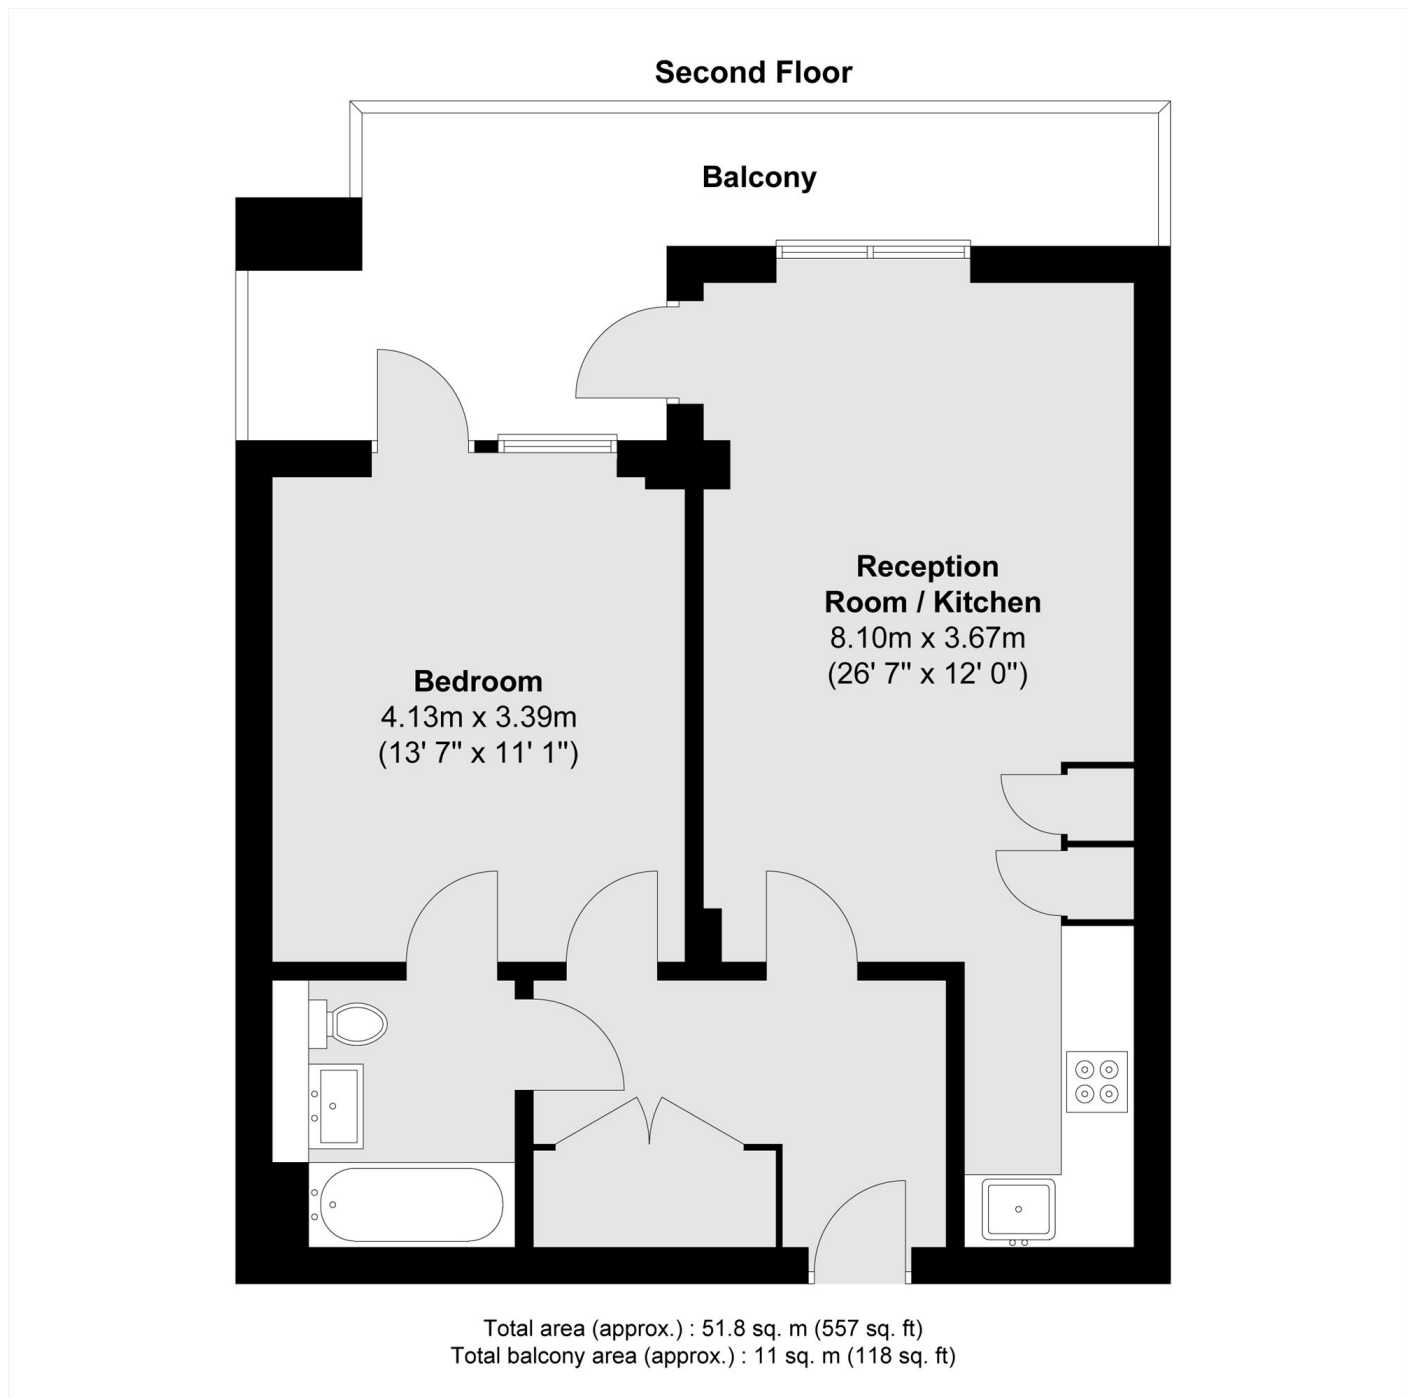 Second Floor
Balcony
Reception
Room / Kitchen
8.10m x 3.67m
(26' 7" x 12' 0")
Bedroom
4.13m x 3.39m
(13' 7" x 11' 1")
Total area (approx.) : 51.8 sq. m (557 sq. ft)
Total balcony area (approx.) : 11 sq. m (118 sq. ft)